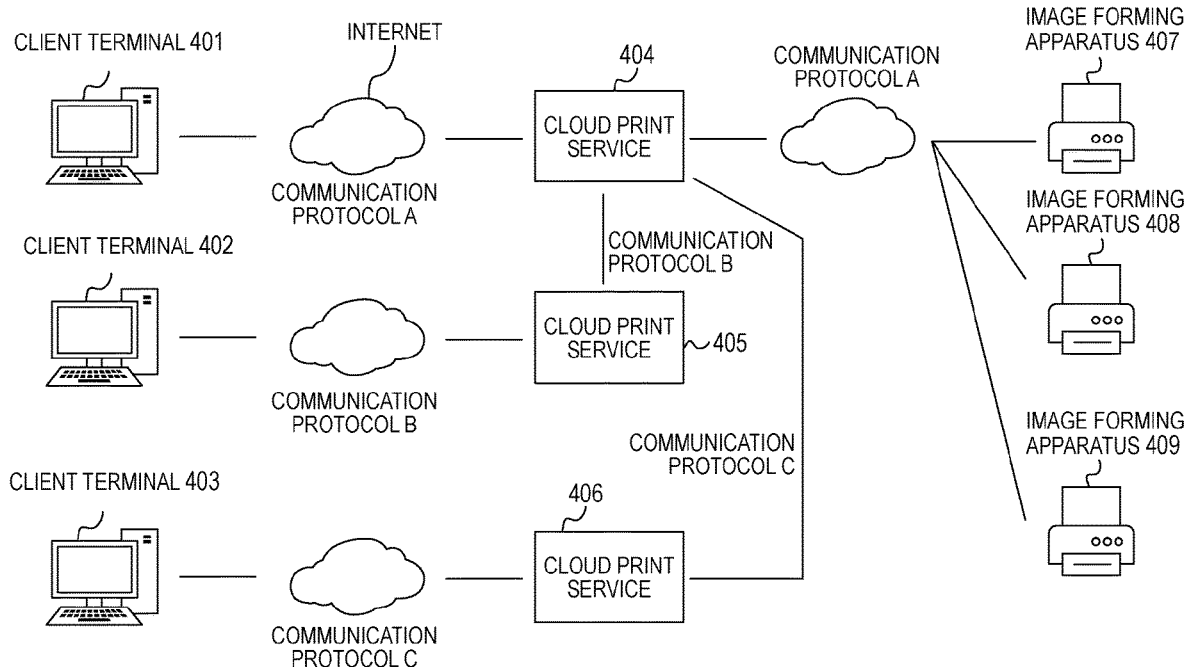 CLIENT TERMINAL 401
INTERNET
404
COMMUNICATION
PROTOCOL A
IMAGE FORMING
APPARATUS 407
CLOUD PRINT
SERVICE
COMMUNICATION
PROTOCOL A
IMAGE FORMING
APPARATUS 408
CLIENT TERMINAL 402
COMMUNICATION
PROTOCOL B
CLOUD PRINT
SERVICE
405
COMMUNICATION
PROTOCOL B
IMAGE FORMING
APPARATUS 409
COMMUNICATION
PROTOCOL C
CLIENT TERMINAL 403
406
CLOUD PRINT
SERVICE
COMMUNICATION
PROTOCOL C